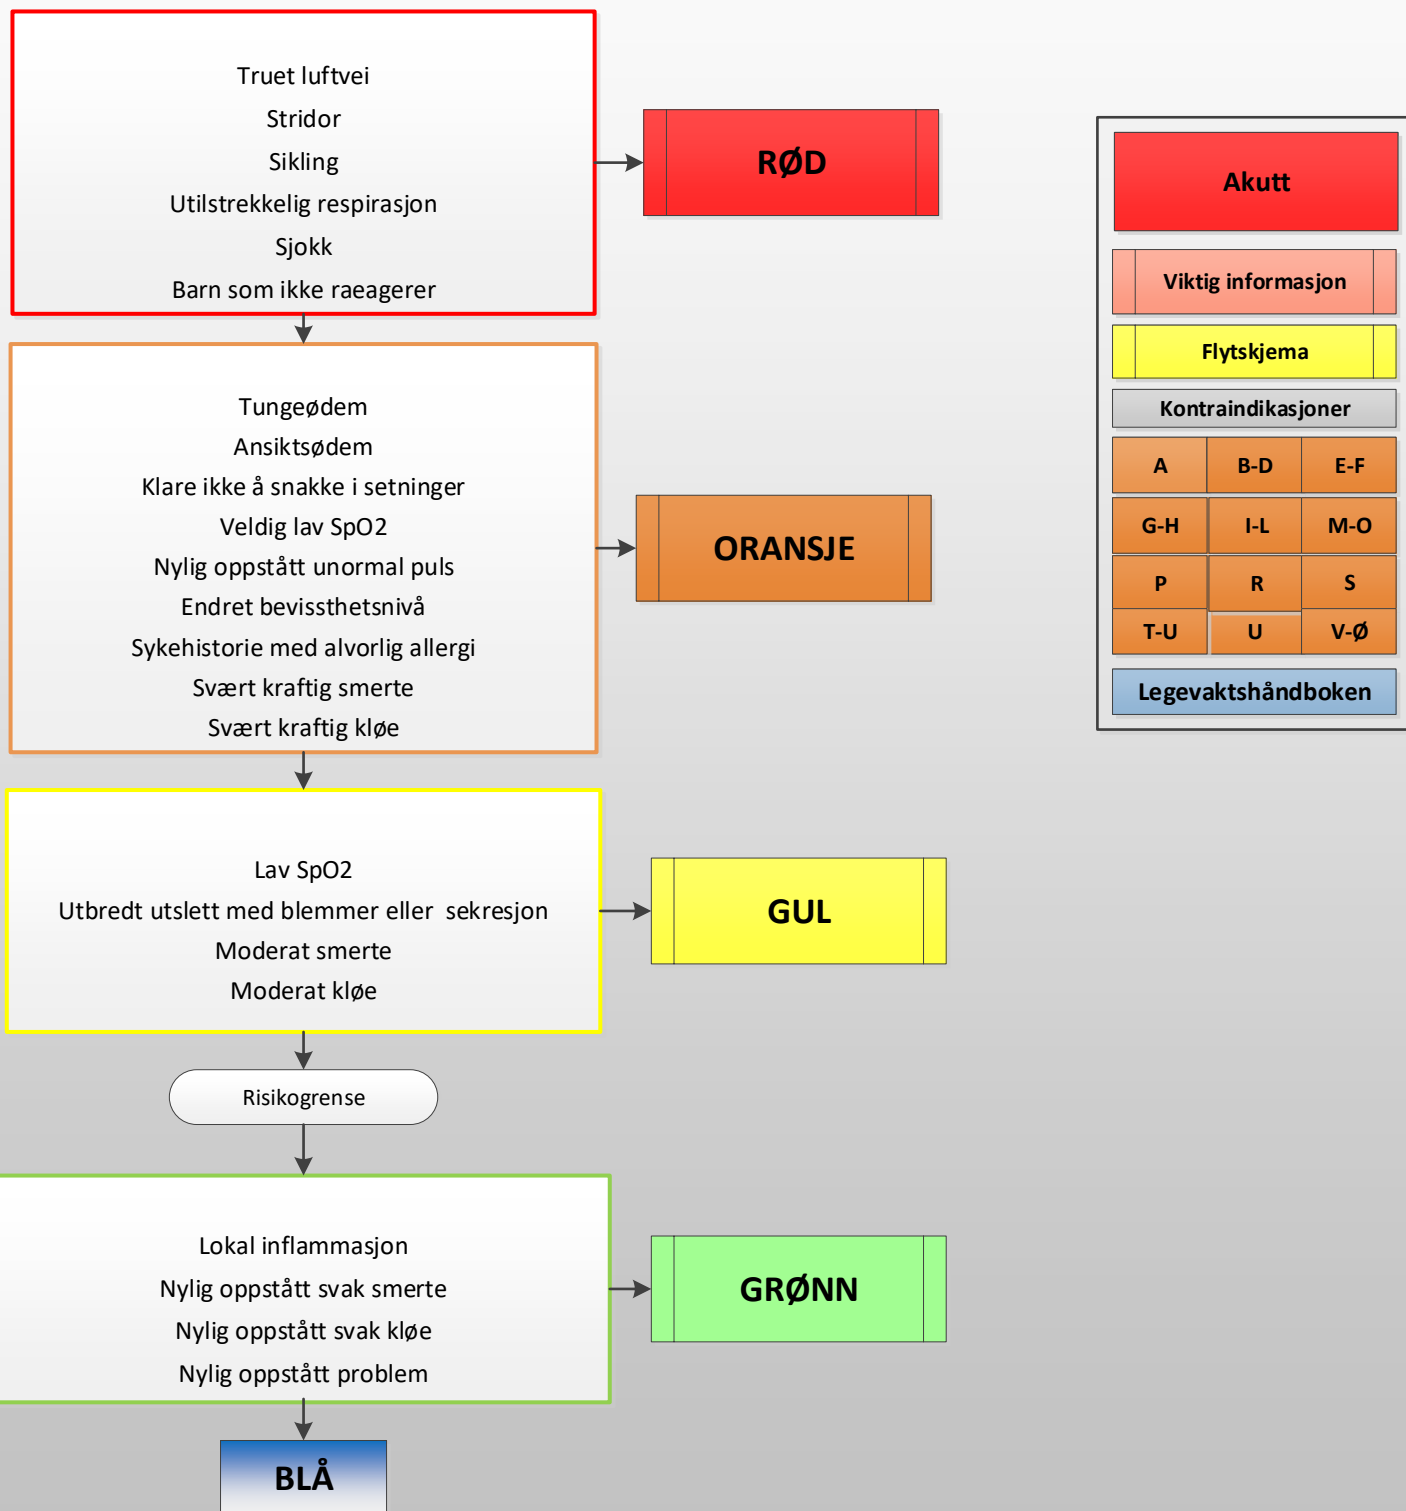 Truet luftvei
Stridor
Sikling
Utilstrekkelig respirasjon
Sjokk
Barn som ikke raeagerer
RØD
Tungeødem
Ansiktsødem
Klare ikke å snakke i setninger
Veldig lav SpO2
Nylig oppstått unormal puls
Endret bevissthetsnivå
Sykehistorie med alvorlig allergi
Svært kraftig smerte
Svært kraftig kløe
ORANSJE
Lav SpO2
Utbredt utslett med blemmer eller  sekresjon
Moderat smerte
Moderat kløe
GUL
Risikogrense
Lokal inflammasjon
Nylig oppstått svak smerte
Nylig oppstått svak kløe
Nylig oppstått problem
GRØNN
BLÅ
Akutt
Viktig informasjon
Flytskjema
Kontraindikasjoner
A B-D E-F
G-H I-L M-O
P R S
T-U U V-Ø
Legevaktshåndboken